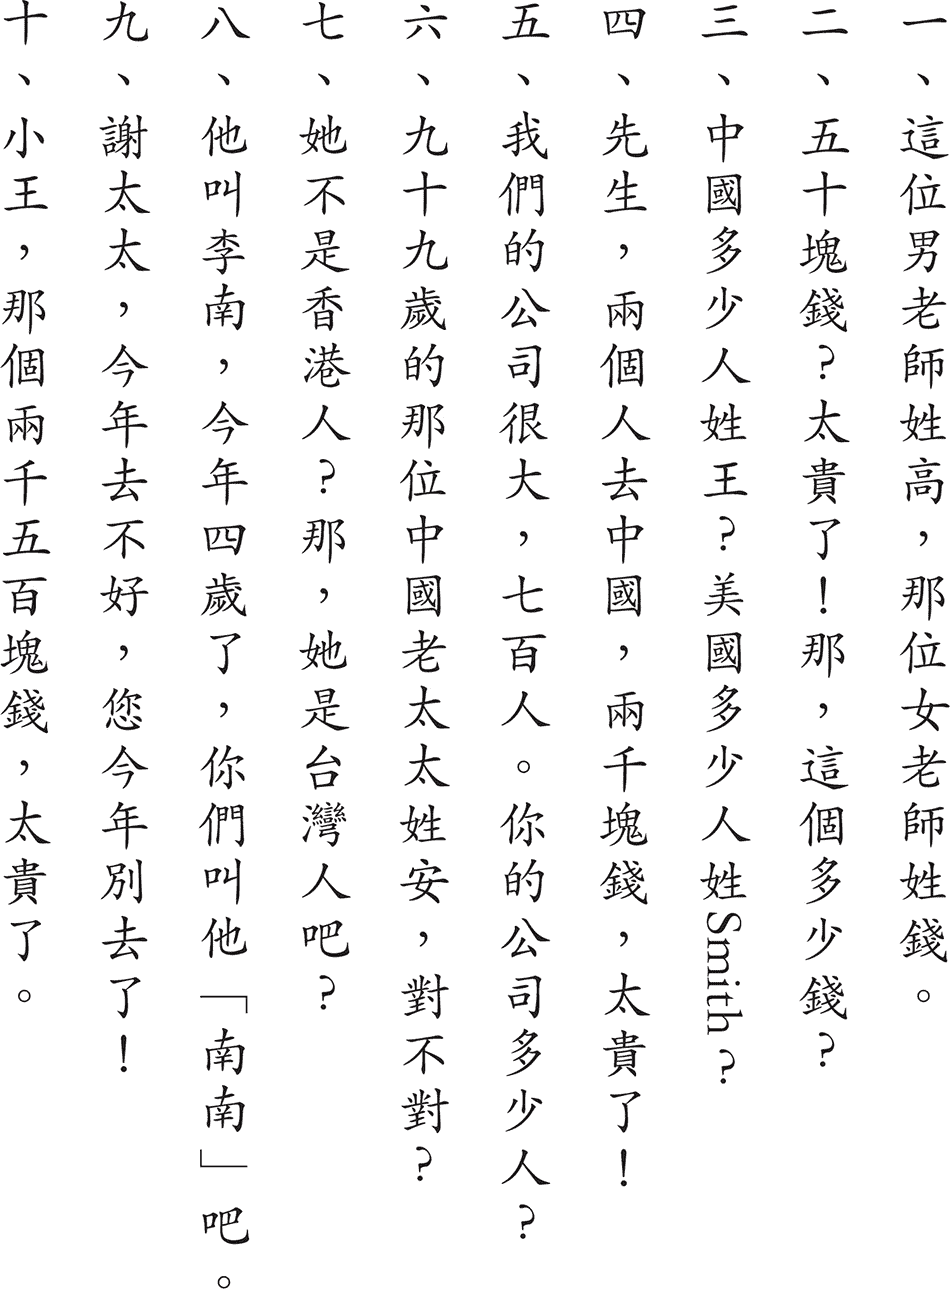 一、這位男老師姓高，那位女老師姓錢。
二、五十塊錢？太貴了！那，這個多少錢？
三、中國多少人姓王？美國多少人姓Smith？
四、先生，兩個人去中國，兩千塊錢，太貴了！
五、我們的公司很大，七百人。你的公司多少人？
六、九十九歲的那位中國老太太姓安，對不對？
七、她不是香港人？那，她是台灣人吧？
八、他叫李南，今年四歲了，你們叫他「南南」吧。
九、謝太太，今年去不好，您今年別去了！
十、小王，那個兩千五百塊錢，太貴了。